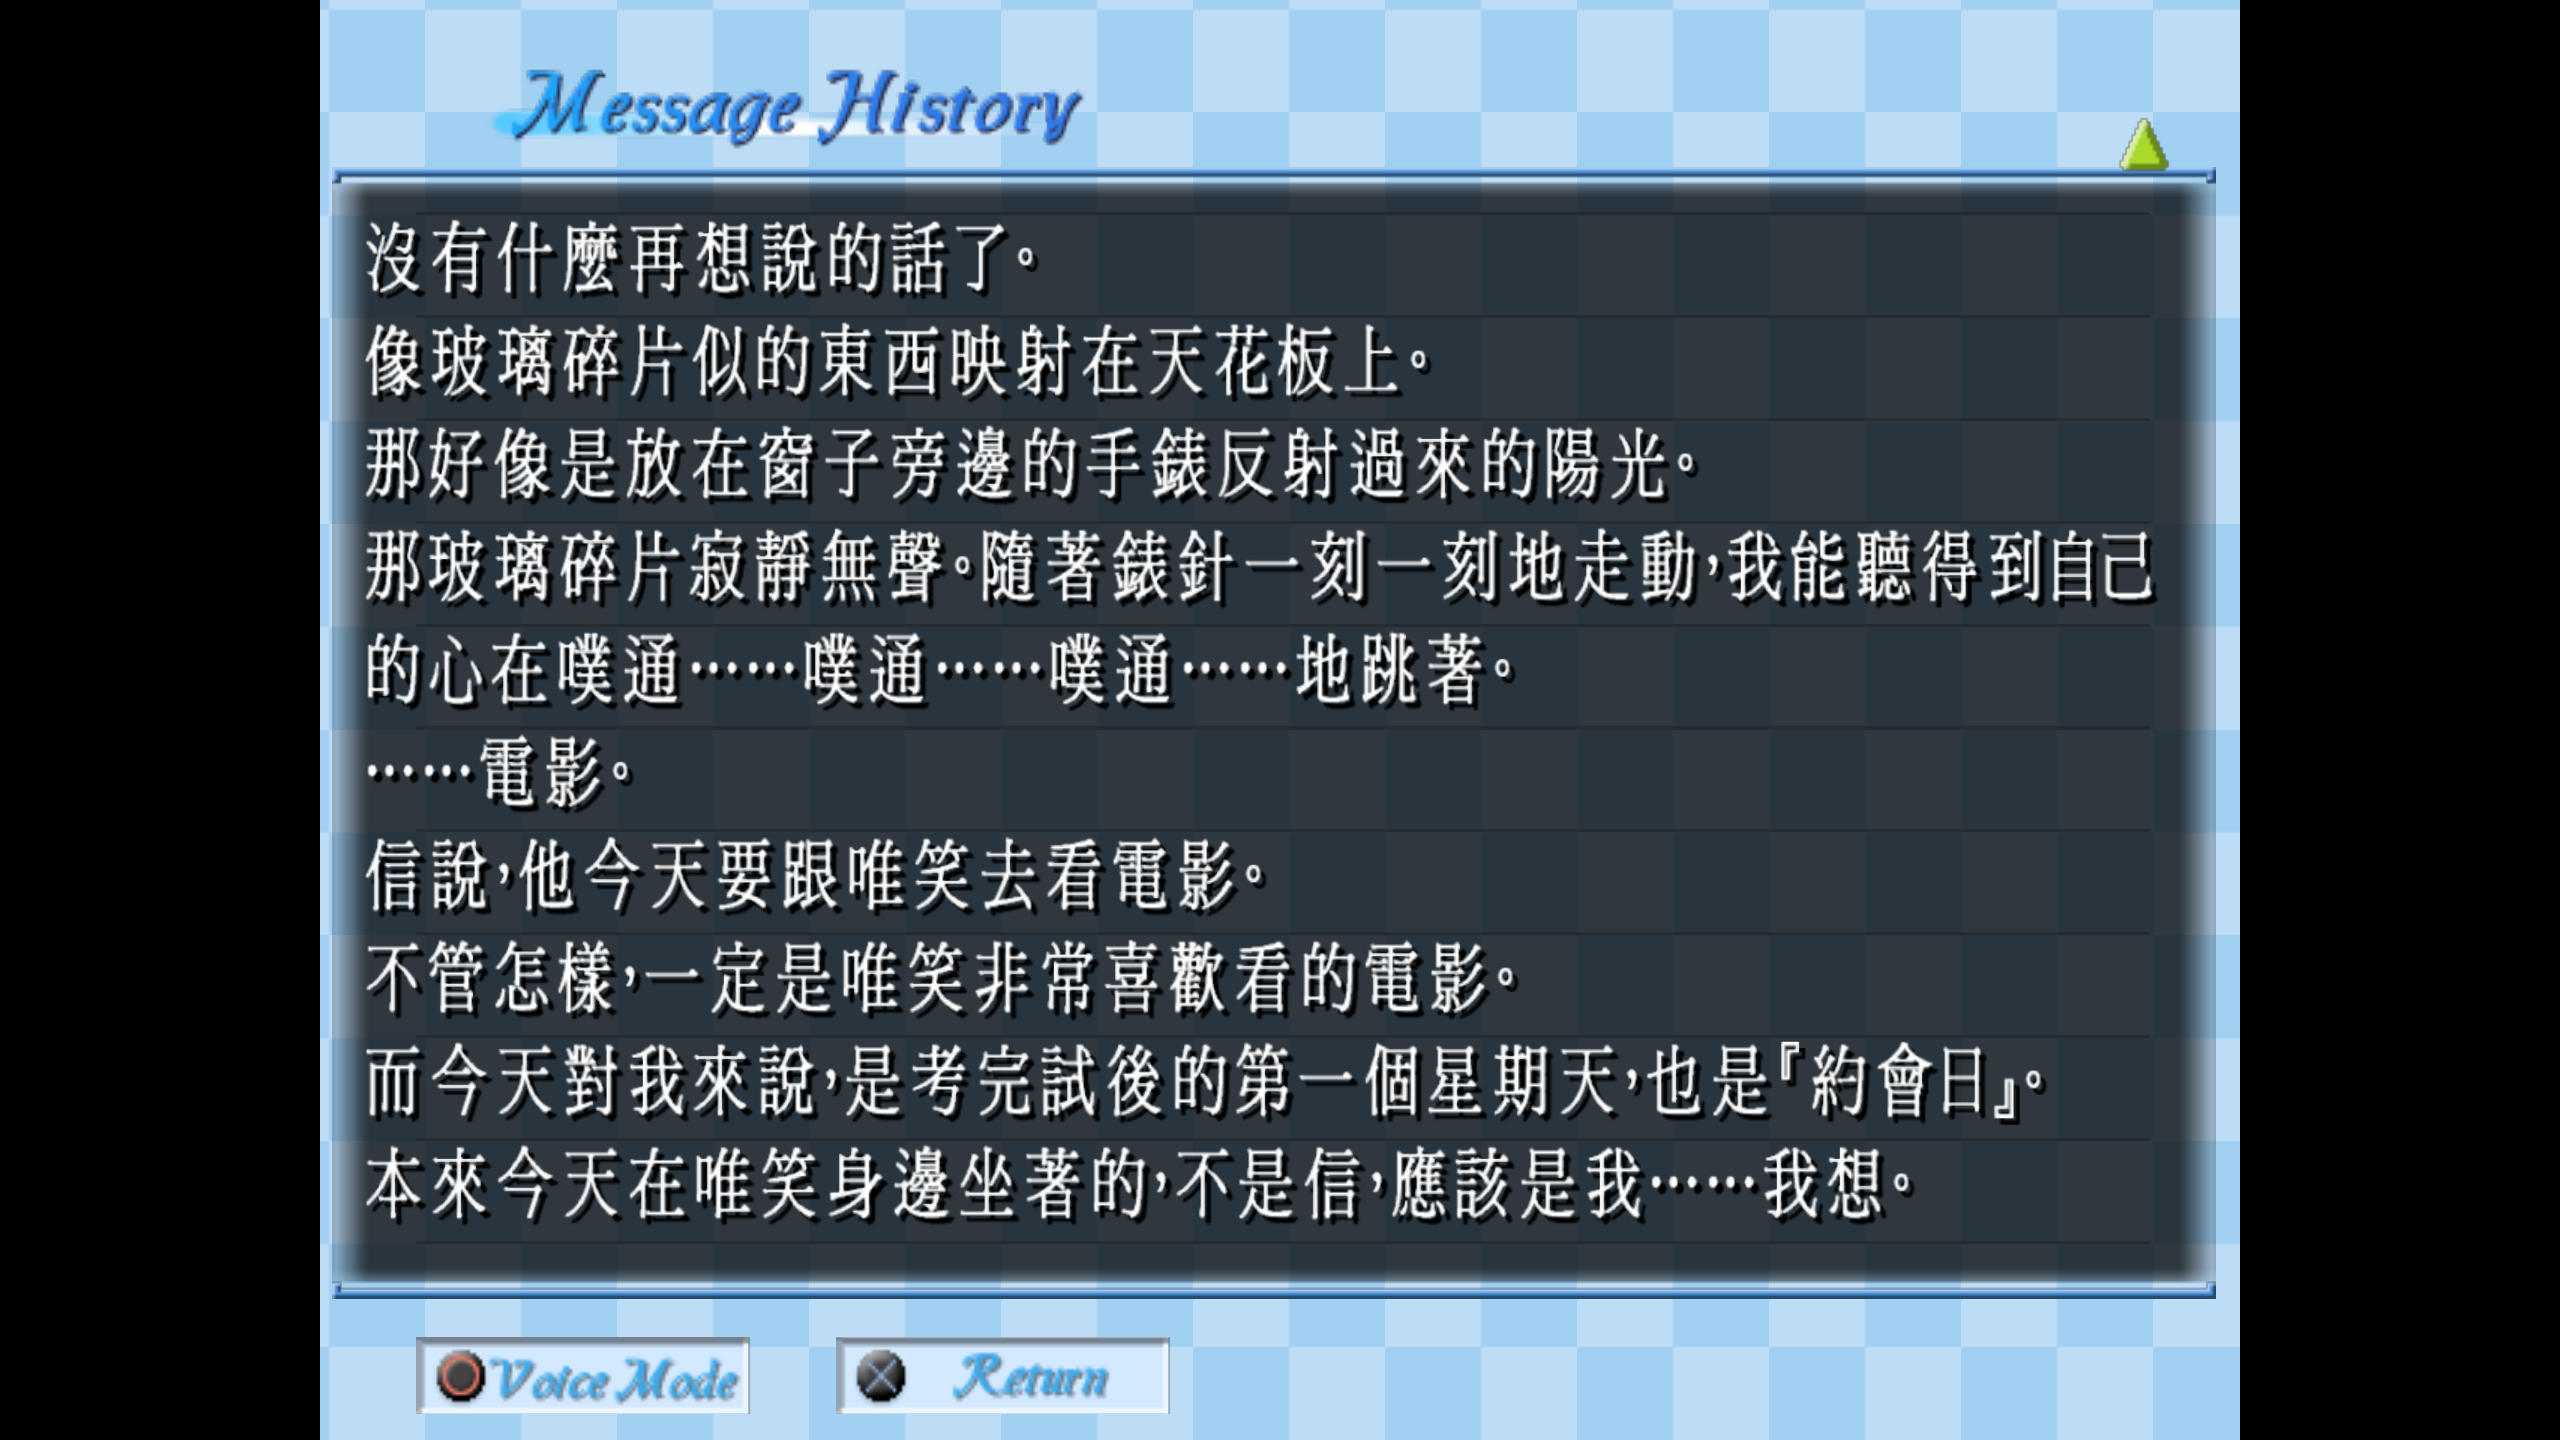 Message History
沒有什麼再想說的話了。
像玻璃碎片似的東西映射在天花板上。
那好像是放在窗子旁邊的手錶反射過來的陽光。
那玻璃碎片寂靜無聲。隨著錶針一刻一刻地走動,我能聽得到自己
的心在噗通……噗通……噗通……地跳著。
……電影。
信說,他今天要跟唯笑去看電影。
不管怎樣,一定是唯笑非常喜歡看的電影。
而今天對我來說,是考完試後的第一個星期天,也是『約會日』。
本來今天在唯笑身邊坐著的,不是信,應該是我……我想。
Voice Mode
Return